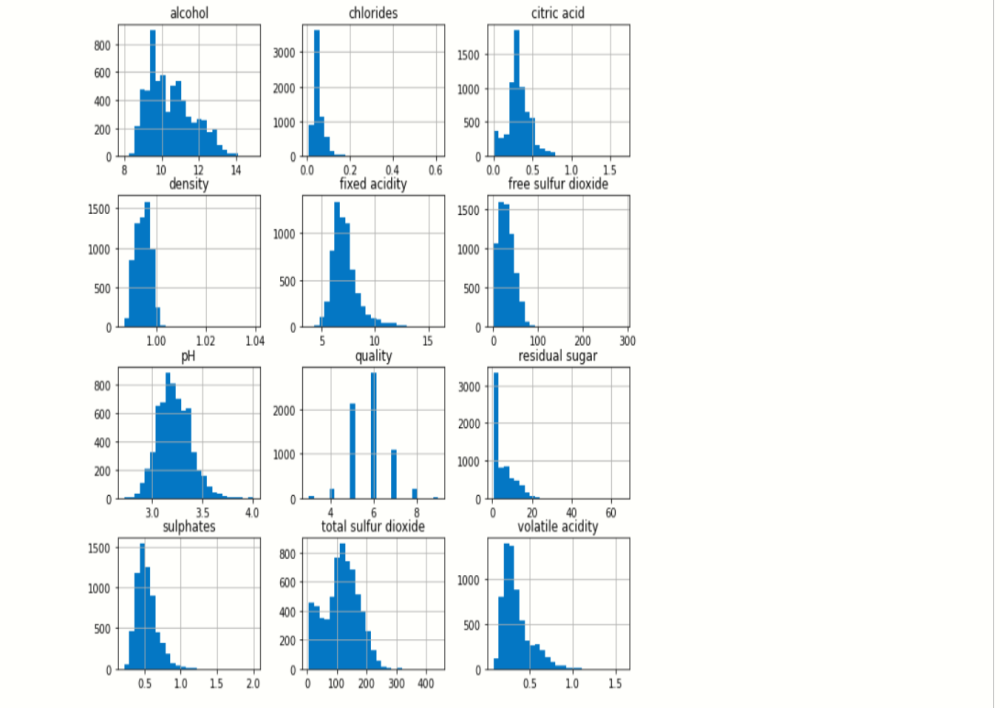 alcohol chlorides citric acid
800 3000 1500
600 2000 1000
400 1000 500
200
0 0 0
8 10 12 14 0.0 0.2 0.4 0.6 0.0 0.5 1.0 1.5
density fixed acidity free sulfur dioxide
1500 1000 1500
1000 500 1000
500 500
0 0 0
1.00 1.02 1.04 5 10 15 0 100 200 300
pH quality residual sugar
800 2000 3000
600 1000 2000
400 1000
200
0 0 0
3.0 3.5 4.0 4 6 8 0 20 40 60
sulphates total sulfur dioxide volatile acidity
1500 800 1000
1000 600 500
500 400
200
0 0 0
0.5 1.0 1.5 2.0 0 100 200 300 400 0.5 1.0 1.5